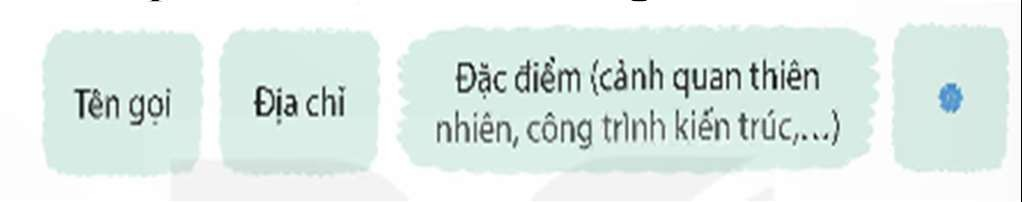 Tên gọi
Địa chỉ
Đặc điểm (cảnh quan thiên
nhiên, công trình kiến trúc,...)